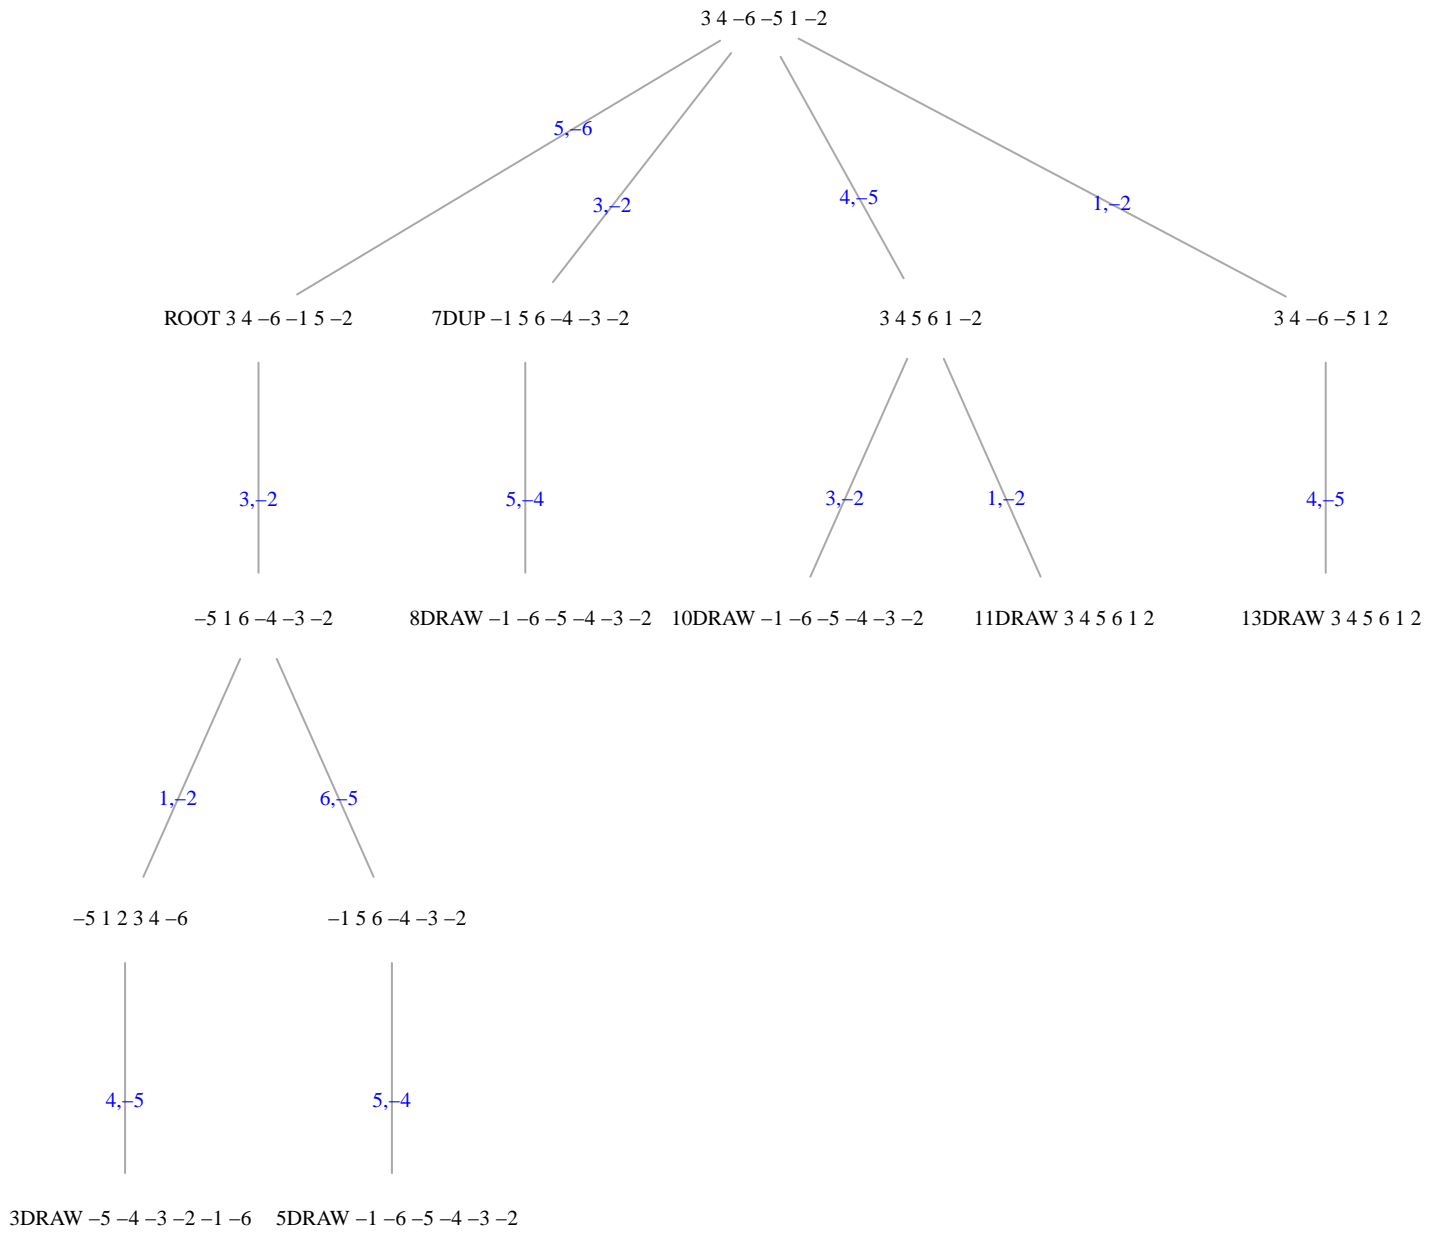 3 4 –6 –5 1 –2
5,–6
3,–2
4,–5
1,–2
ROOT 3 4 –6 –1 5 –2
7DUP –1 5 6 –4 –3 –2
3 4 5 6 1 –2
3 4 –6 –5 1 2
3,–2
5,–4
3,–2
1,–2
4,–5
–5 1 6 –4 –3 –2
8DRAW –1 –6 –5 –4 –3 –2
10DRAW –1 –6 –5 –4 –3 –2
11DRAW 3 4 5 6 1 2
13DRAW 3 4 5 6 1 2
1,–2
6,–5
–5 1 2 3 4 –6
–1 5 6 –4 –3 –2
4,–5
5,–4
3DRAW –5 –4 –3 –2 –1 –6
5DRAW –1 –6 –5 –4 –3 –2